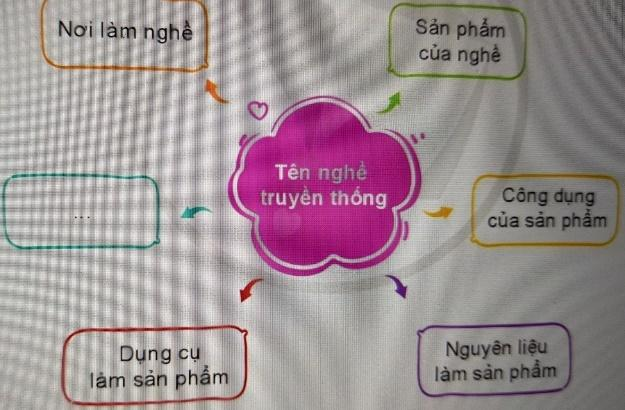 Nơi làm nghề
Sản phẩm
của nghề
Tên nghề
truyền thống
...
Công dụng
của sản phẩm
Dụng cụ
làm sản phẩm
Nguyên liệu
làm sản phẩm